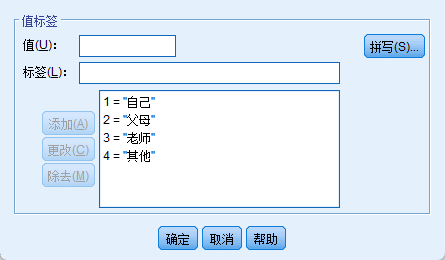 值标签
值(U)：
拼写(S)...
标签(L)：
1 = "自己"
2 = "父母"
3 = "老师"
4 = "其他"
添加(A)
更改(C)
除去(M)
确定
取消
帮助